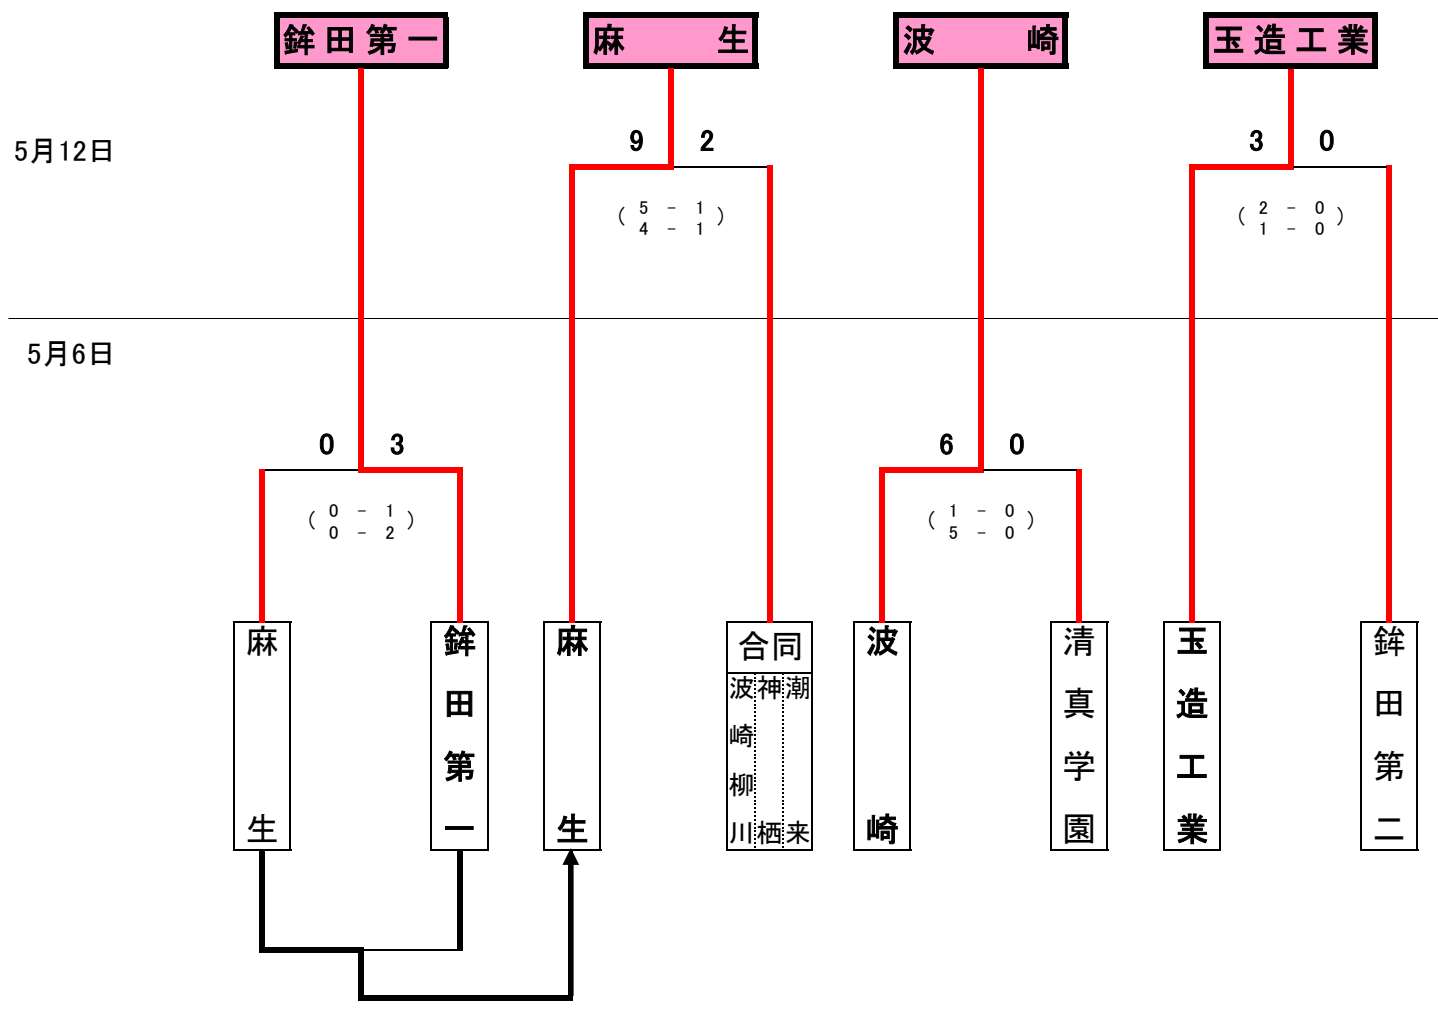 鉾田第一 麻生 波崎 玉造工業
5月12日
9 2
3 0
( 5 - 1
4 - 1 )
( 2 - 0
1 - 0 )
5月6日
0 3
6 0
( 0 - 1
0 - 2 )
( 1 - 0
5 - 0 )
麻生
鉾田第一
麻生
合同
波崎柳川
神栖
潮来
波崎
清真学園
玉造工業
鉾田第二